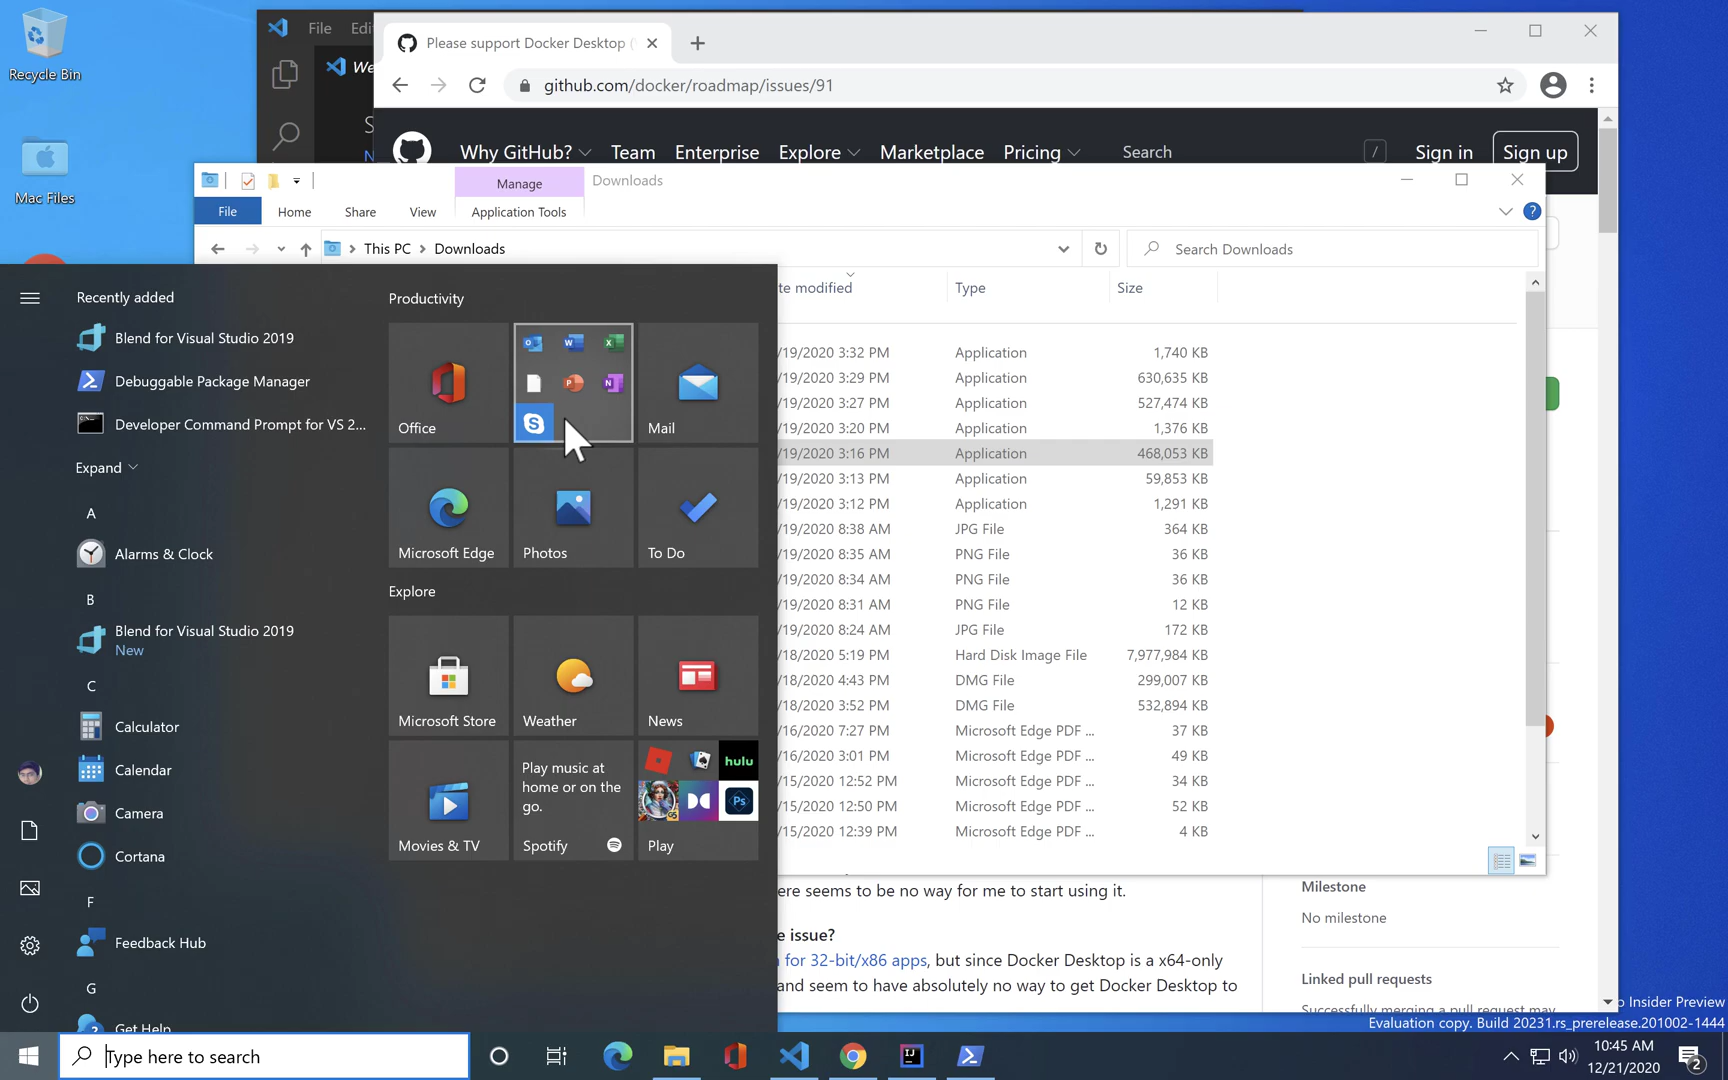 Recycle Bin
Mac Files
File Edi
We
S
N
Please support Docker Desktop (
github.com/docker/roadmap/issues/91
Why GitHub? Team Enterprise Explore Marketplace Pricing Search / Sign in Sign up
Manage Downloads
File Home Share View Application Tools
This PC Downloads Search Downloads
te modified Type Size
/19/2020 3:32 PM Application 1,740 KB
/19/2020 3:29 PM Application 630,635 KB
/19/2020 3:27 PM Application 527,474 KB
/19/2020 3:20 PM Application 1,376 KB
/19/2020 3:16 PM Application 468,053 KB
/19/2020 3:13 PM Application 59,853 KB
/19/2020 3:12 PM Application 1,291 KB
/19/2020 8:38 AM JPG File 364 KB
/19/2020 8:35 AM PNG File 36 KB
/19/2020 8:34 AM PNG File 36 KB
/19/2020 8:31 AM PNG File 12 KB
/19/2020 8:24 AM JPG File 172 KB
/18/2020 5:19 PM Hard Disk Image File 7,977,984 KB
/18/2020 4:43 PM DMG File 299,007 KB
/18/2020 3:52 PM DMG File 532,894 KB
/16/2020 7:27 PM Microsoft Edge PDF ... 37 KB
/16/2020 3:01 PM Microsoft Edge PDF ... 49 KB
/15/2020 12:52 PM Microsoft Edge PDF ... 34 KB
/15/2020 12:50 PM Microsoft Edge PDF ... 52 KB
/15/2020 12:39 PM Microsoft Edge PDF ... 4 KB
Recently added
Blend for Visual Studio 2019
Debuggable Package Manager
Developer Command Prompt for VS 2...
Expand
A
Alarms & Clock
B
Blend for Visual Studio 2019
New
C
Calculator
Calendar
Camera
Cortana
F
Feedback Hub
G
Get Help
Productivity
Office
Mail
Microsoft Edge
Photos
To Do
Explore
Microsoft Store
Weather
News
Movies & TV
Play music at
home or on the
go.
Spotify
hulu
Ps
Play
ere seems to be no way for me to start using it.
e issue?
for 32-bit/x86 apps, but since Docker Desktop is a x64-only
and seem to have absolutely no way to get Docker Desktop to
Milestone
No milestone
Linked pull requests
Successfully merging a pull request may
o Insider Preview
Evaluation copy. Build 20231.rs_prerelease.201002-1444
Type here to search
10:45 AM
12/21/2020
2